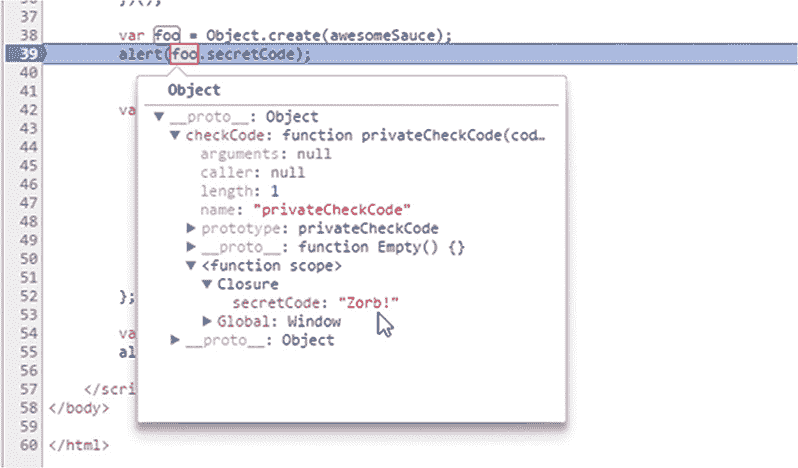 36 })();
37
38 var foo = Object.create(awesomeSauce);
39 alert(foo.secretCode);
40
41
42 va
43
44
45
46
47
48
49
50
51
52 };
53
54 va
55 al
56
57 </scri
58 </body>
59
60 </html>
Object
▼ __proto__: Object
▼ checkCode: function privateCheckCode(cod…
arguments: null
caller: null
length: 1
name: "privateCheckCode"
▶ prototype: privateCheckCode
▶ __proto__: function Empty() {}
▼ <function scope>
▼ Closure
secretCode: "Zorb!"
▶ Global: Window
▶ __proto__: Object